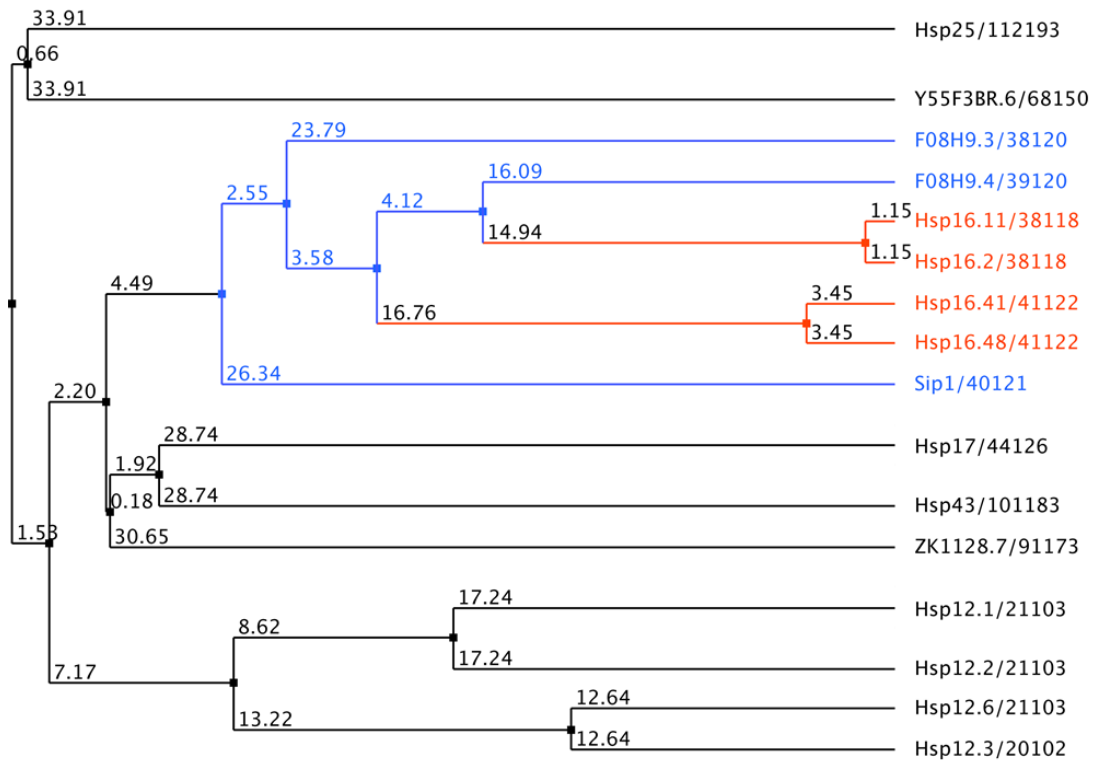 33.91
Hsp25/112193
0.66
33.91
Y55F3BR.6/68150
23.79
F08H9.3/38120
2.55
16.09
F08H9.4/39120
4.12
1.15
Hsp16.11/38118
14.94
1.15
Hsp16.2/38118
3.58
4.49
3.45
Hsp16.41/41122
16.76
3.45
Hsp16.48/41122
26.34
Sip1/40121
2.20
28.74
Hsp17/44126
1.92
0.18
28.74
Hsp43/101183
1.53
30.65
ZK1128.7/91173
17.24
Hsp12.1/21103
8.62
17.24
Hsp12.2/21103
7.17
12.64
Hsp12.6/21103
13.22
12.64
Hsp12.3/20102